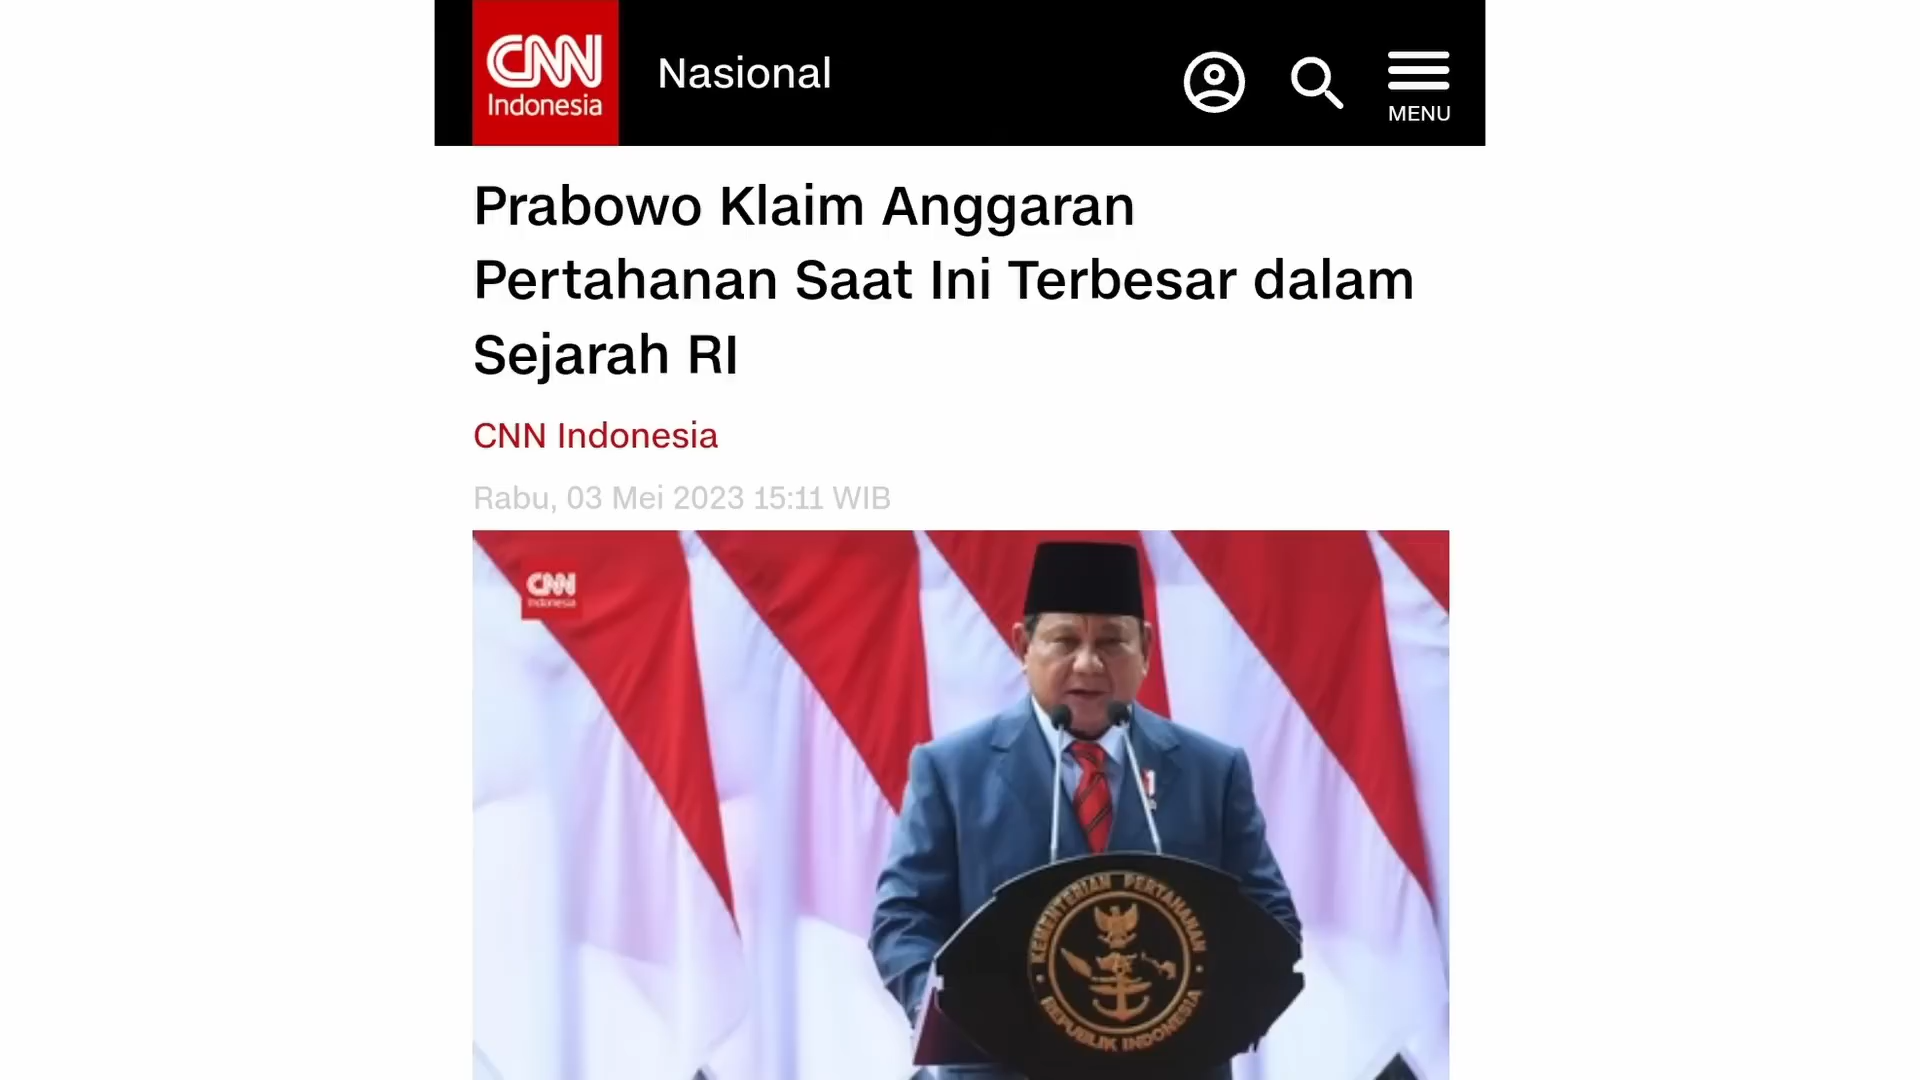 CNN
Indonesia
Nasional
MENU
Prabowo Klaim Anggaran
Pertahanan Saat Ini Terbesar dalam
Sejarah RI
CNN Indonesia
Rabu, 03 Mei 2023 15:11 WIB
CNN
Indonesia
KEMENTERIAN PERTAHANAN
REPUBLIK INDONESIA